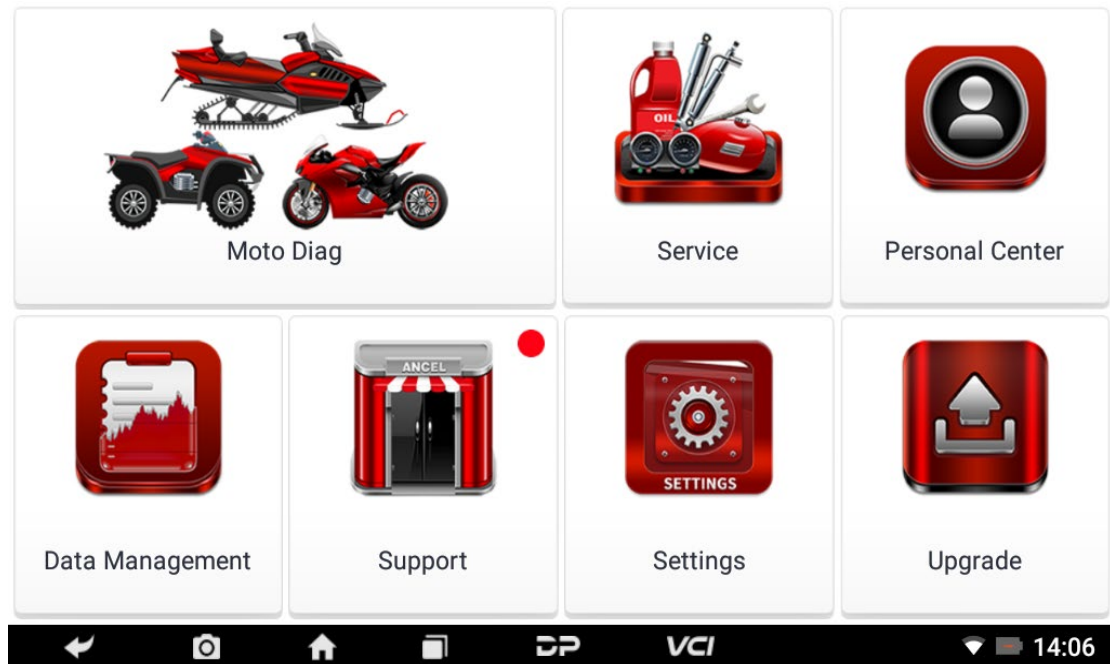 OIL
Moto Diag
Service
Personal Center
ANCEL
SETTINGS
Data Management
Support
Settings
Upgrade
DP
VCI
14:06